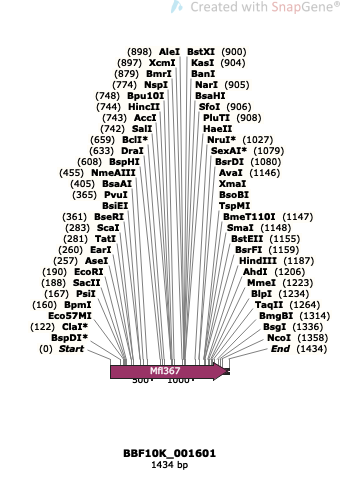 Created with SnapGene®
(898) AleI BstXI (900)
(897) XcmI KasI (904)
(879) BmrI BanI
(774) NspI NarI (905)
(748) Bpu10I BsaHI
(744) HincII SfoI (906)
(743) AccI PluTI (908)
(742) SalI HaeII
(659) BclI* NruI* (1027)
(633) DraI SexAI* (1079)
(608) BspHI BsrDI (1080)
(455) NmeAIII AvaI (1146)
(405) BsaAI XmaI
(365) PvuI BsoBI
BsiEI TspMI
(361) BseRI BmeT110I (1147)
(283) ScaI SmaI (1148)
(281) TatI BstEII (1155)
(260) EarI BsrFI (1159)
(257) AseI HindIII (1187)
(190) EcoRI AhdI (1206)
(188) SacII MmeI (1223)
(167) PsiI BlpI (1234)
(160) BpmI TaqII (1264)
Eco57MI BmgBI (1314)
(122) ClaI* BsgI (1336)
BspDI* NcoI (1358)
(0) Start End (1434)
Mfl367
500 1000
BBF10K_001601
1434 bp